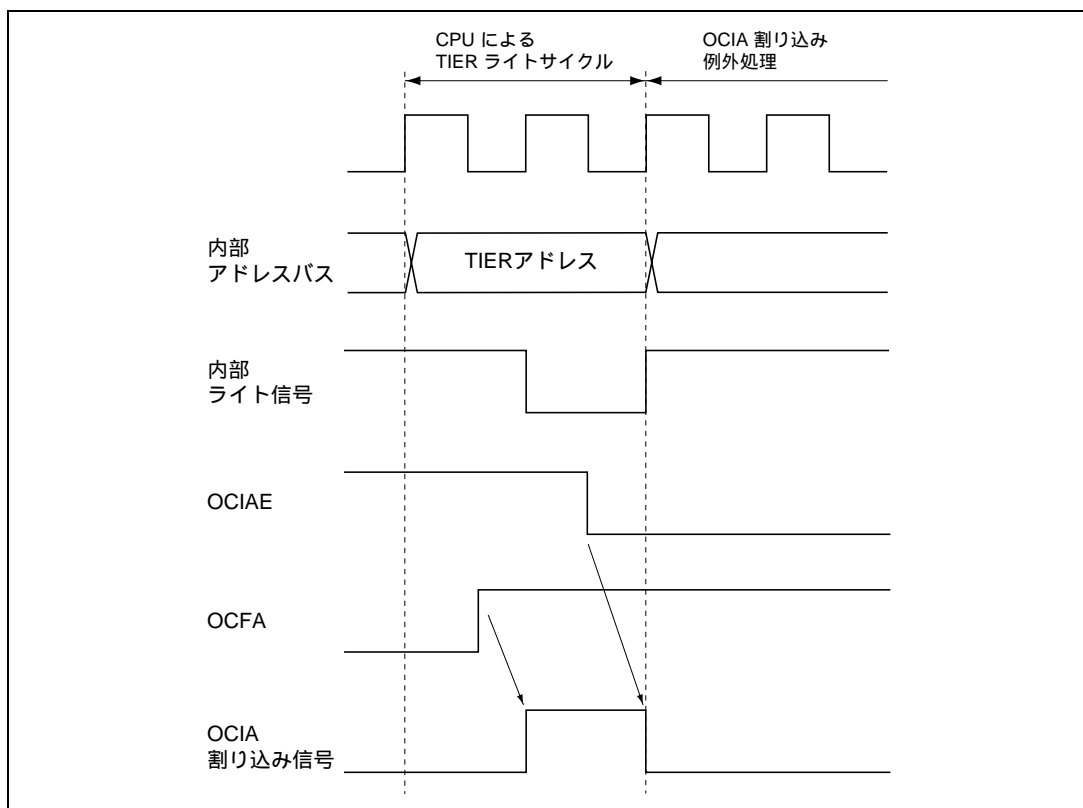 CPU による
TIER ライトサイクル
OCIA 割り込み
例外処理
内部
アドレスバス
TIERアドレス
内部
ライト信号
OCIAE
OCFA
OCIA
割り込み信号